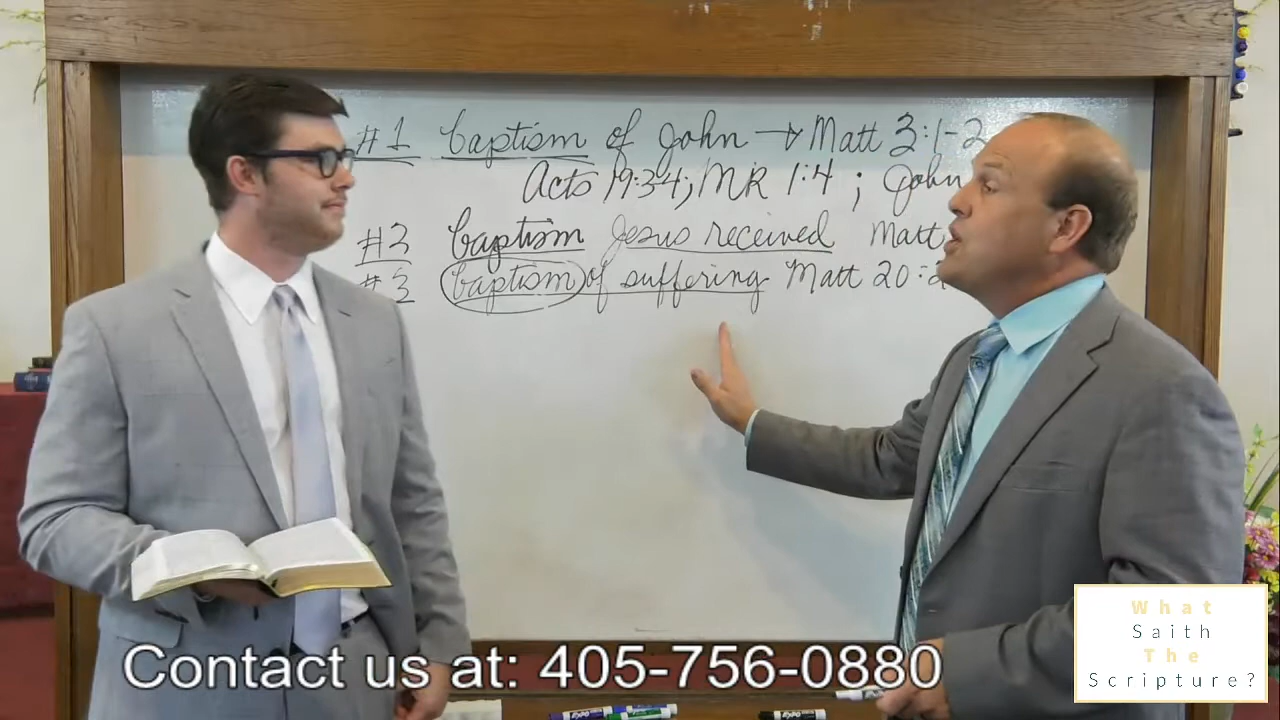 #1 baptism of John → Matt 3:1-2
Acts 19:3-4; MR 1:4 ; John
#2 baptism Jesus received Matt
#3 baptism of suffering Matt 20:2
Contact us at: 405-756-0880
What
Saith
The
Scripture?